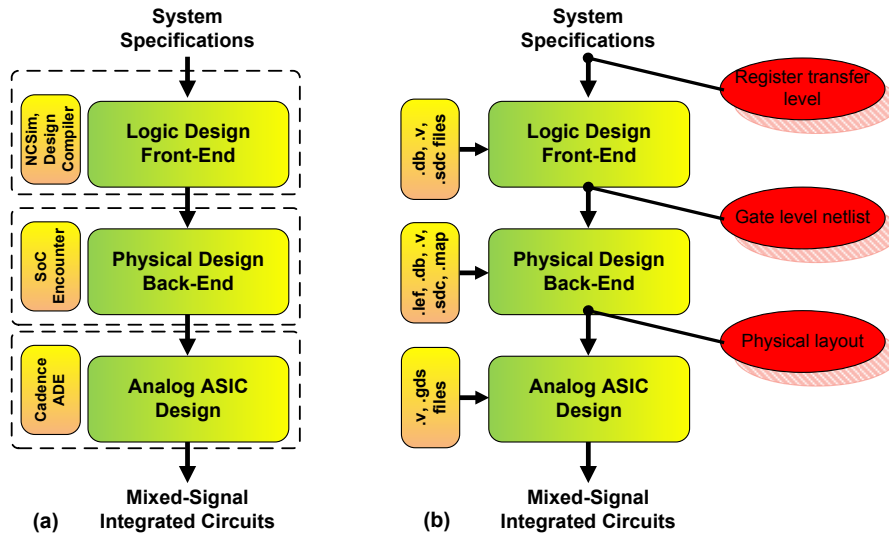 System
Specifications
NCSim,
Design
Compiler
Logic Design
Front-End
SoC
Encounter
Physical Design
Back-End
Cadence
ADE
Analog ASIC
Design
Mixed-Signal
Integrated Circuits
(a)
System
Specifications
Register transfer
level
.db, .v,
.sdc files
Logic Design
Front-End
Gate level netlist
.lef, .db, .v,
.sdc, .map
Physical Design
Back-End
Physical layout
.v, .gds
files
Analog ASIC
Design
Mixed-Signal
Integrated Circuits
(b)